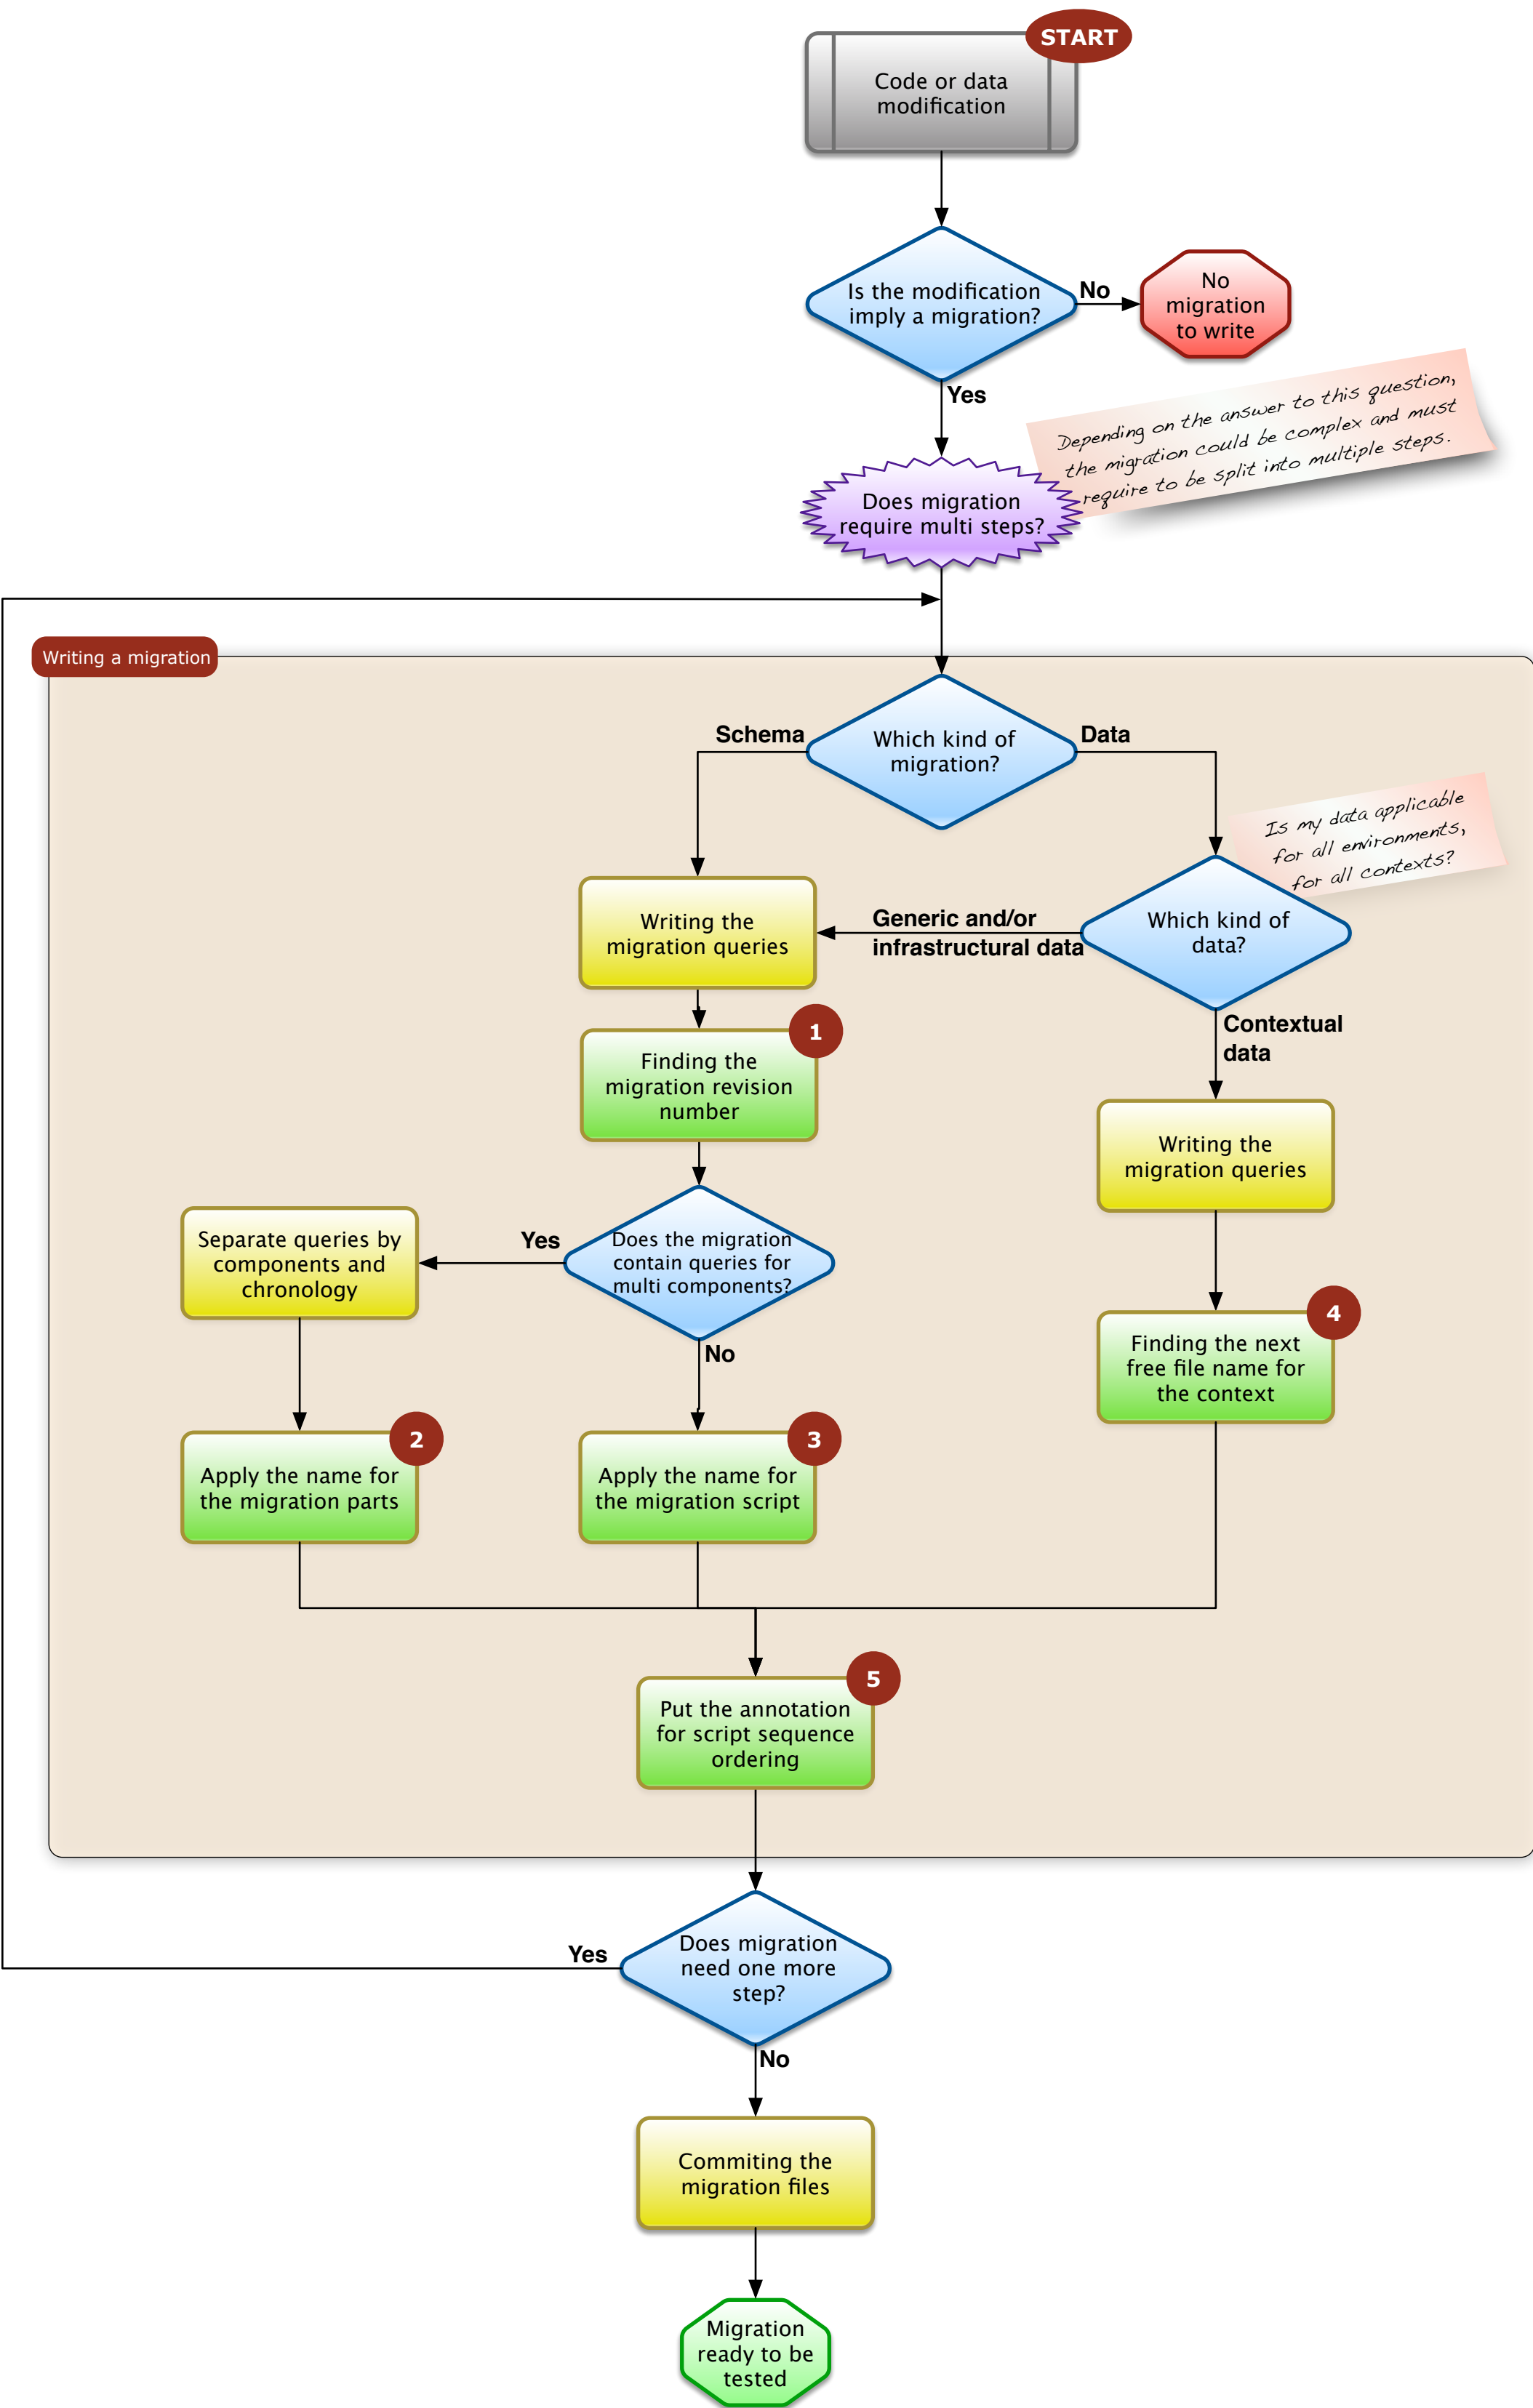 START
Code or data
modification
Is the modification
imply a migration?
No
No
migration
to write
Yes
Depending on the answer to this question,
the migration could be complex and must
require to be split into multiple steps.
Does migration
require multi steps?
Writing a migration
Schema
Which kind of
migration?
Data
Is my data applicable
for all environments,
for all contexts?
Writing the
migration queries
Generic and/or
infrastructural data
Which kind of
data?
Contextual
data
1
Finding the
migration revision
number
Writing the
migration queries
Separate queries by
components and
chronology
Yes
Does the migration
contain queries for
multi components?
No
4
Finding the next
free file name for
the context
2
Apply the name for
the migration parts
3
Apply the name for
the migration script
5
Put the annotation
for script sequence
ordering
Yes
Does migration
need one more
step?
No
Commiting the
migration files
Migration
ready to be
tested